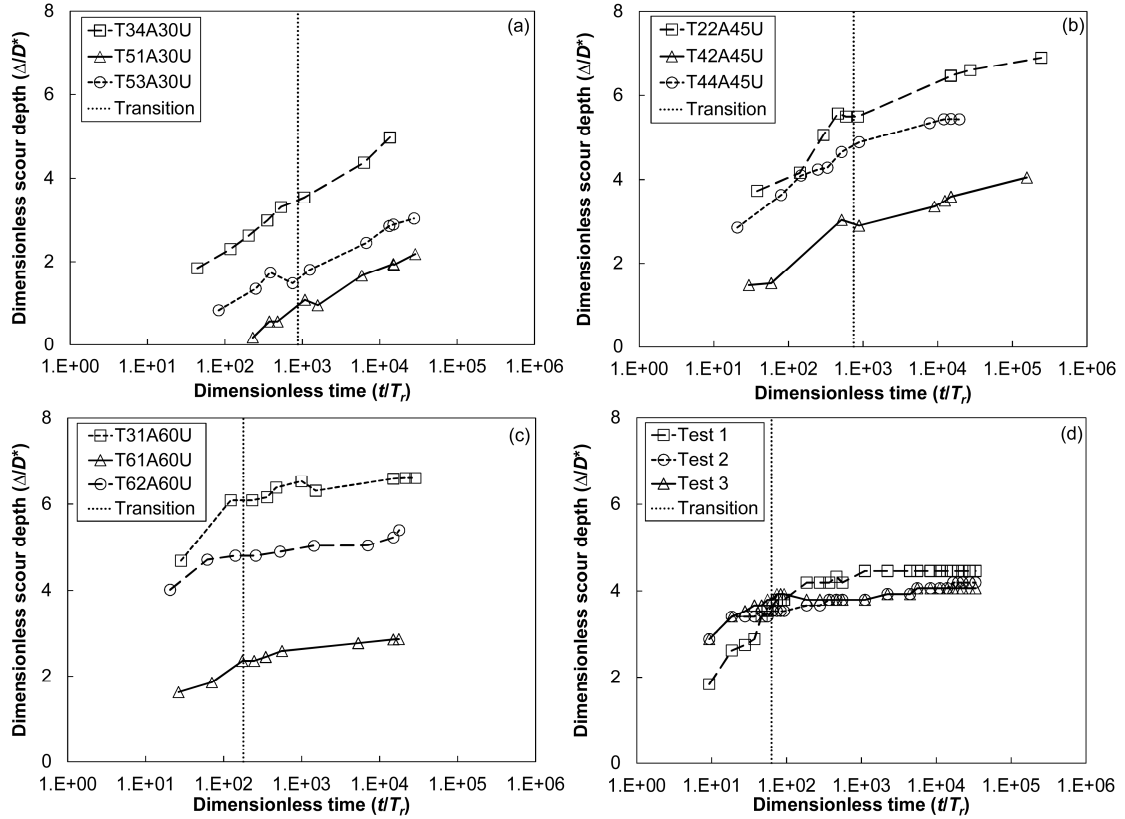 (a)
T34A30U
T51A30U
T53A30U
Transition
Dimensionless scour depth (Δ/D*)
8
6
4
2
0
1.E+00 1.E+01 1.E+02 1.E+03 1.E+04 1.E+05 1.E+06
Dimensionless time (t/Tr)
(b)
T22A45U
T42A45U
T44A45U
Transition
Dimensionless scour depth (Δ/D*)
8
6
4
2
0
1.E+00 1.E+01 1.E+02 1.E+03 1.E+04 1.E+05 1.E+06
Dimensionless time (t/Tr)
(c)
T31A60U
T61A60U
T62A60U
Transition
Dimensionless scour depth (Δ/D*)
8
6
4
2
0
1.E+00 1.E+01 1.E+02 1.E+03 1.E+04 1.E+05 1.E+06
Dimensionless time (t/Tr)
(d)
Test 1
Test 2
Test 3
Transition
Dimensionless scour depth (Δ/D*)
8
6
4
2
0
1.E+00 1.E+01 1.E+02 1.E+03 1.E+04 1.E+05 1.E+06
Dimensionless time (t/Tr)